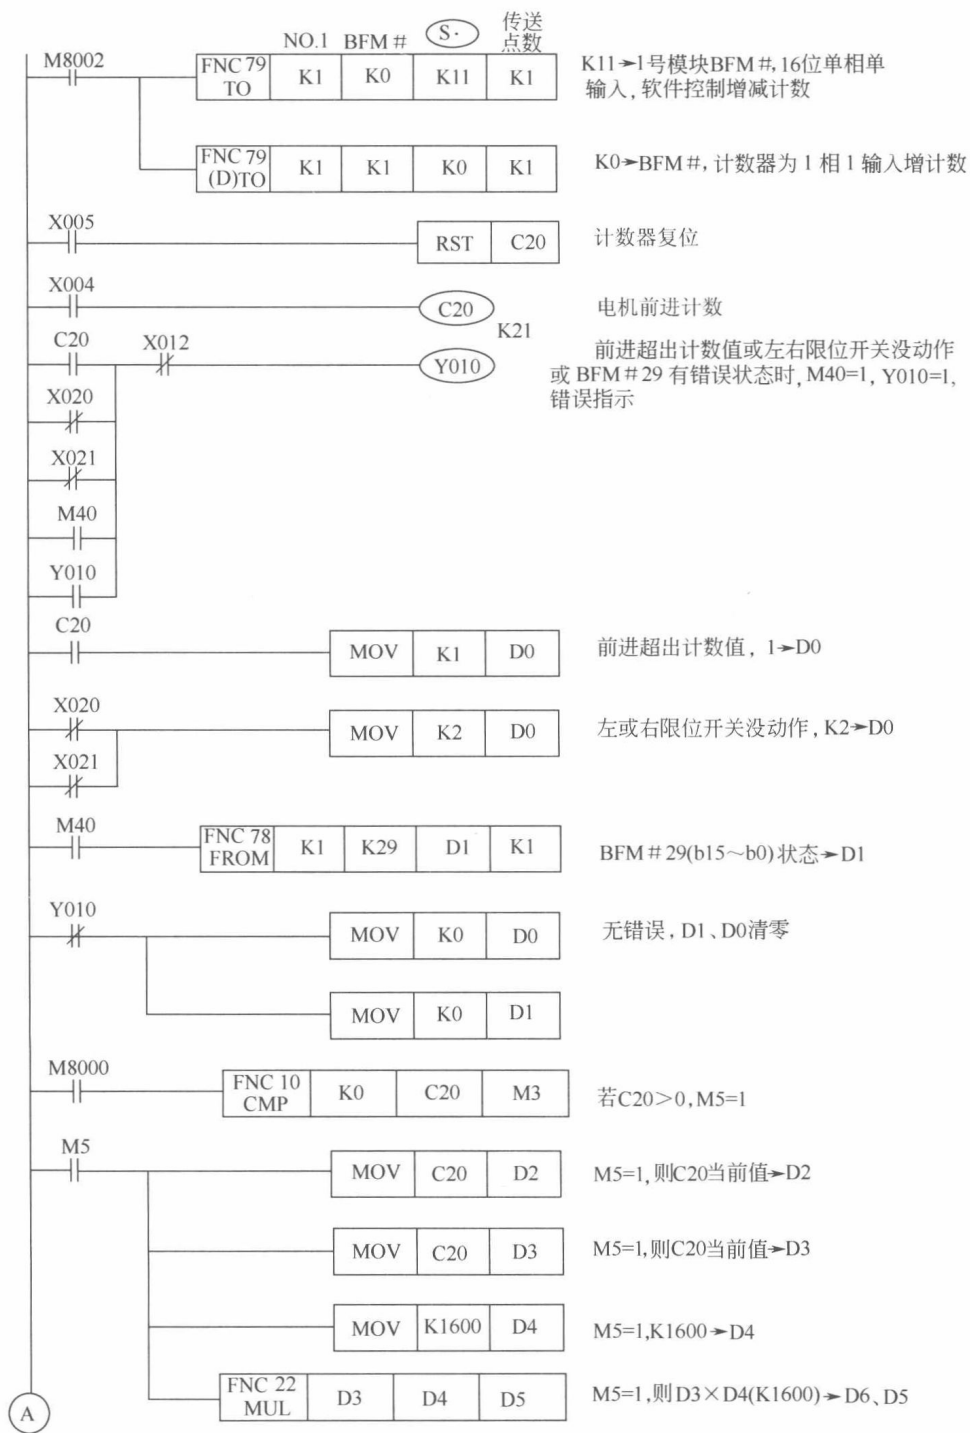 NO.1 BFM# S· 传送
点数
M8002
FNC 79
TO K1 K0 K11 K1
K11→1号模块BFM#,16位单相单
输入,软件控制增减计数
FNC 79
(D)TO K1 K1 K0 K1
K0→BFM#,计数器为1相1输入增计数
X005
RST C20
计数器复位
X004
C20
K21
电机前进计数
C20 X012
Y010
前进超出计数值或左右限位开关没动作
或BFM#29有错误状态时,M40=1,Y010=1,
错误指示
X020
X021
M40
Y010
C20
MOV K1 D0
前进超出计数值,1→D0
X020
MOV K2 D0
左或右限位开关没动作,K2→D0
X021
M40
FNC 78
FROM K1 K29 D1 K1
BFM#29(b15~b0)状态→D1
Y010
MOV K0 D0
无错误,D1、D0清零
MOV K0 D1
M8000
FNC 10
CMP K0 C20 M3
若C20>0,M5=1
M5
MOV C20 D2
M5=1,则C20当前值→D2
MOV C20 D3
M5=1,则C20当前值→D3
MOV K1600 D4
M5=1,K1600→D4
FNC 22
MUL D3 D4 D5
M5=1,则D3×D4(K1600)→D6、D5
A